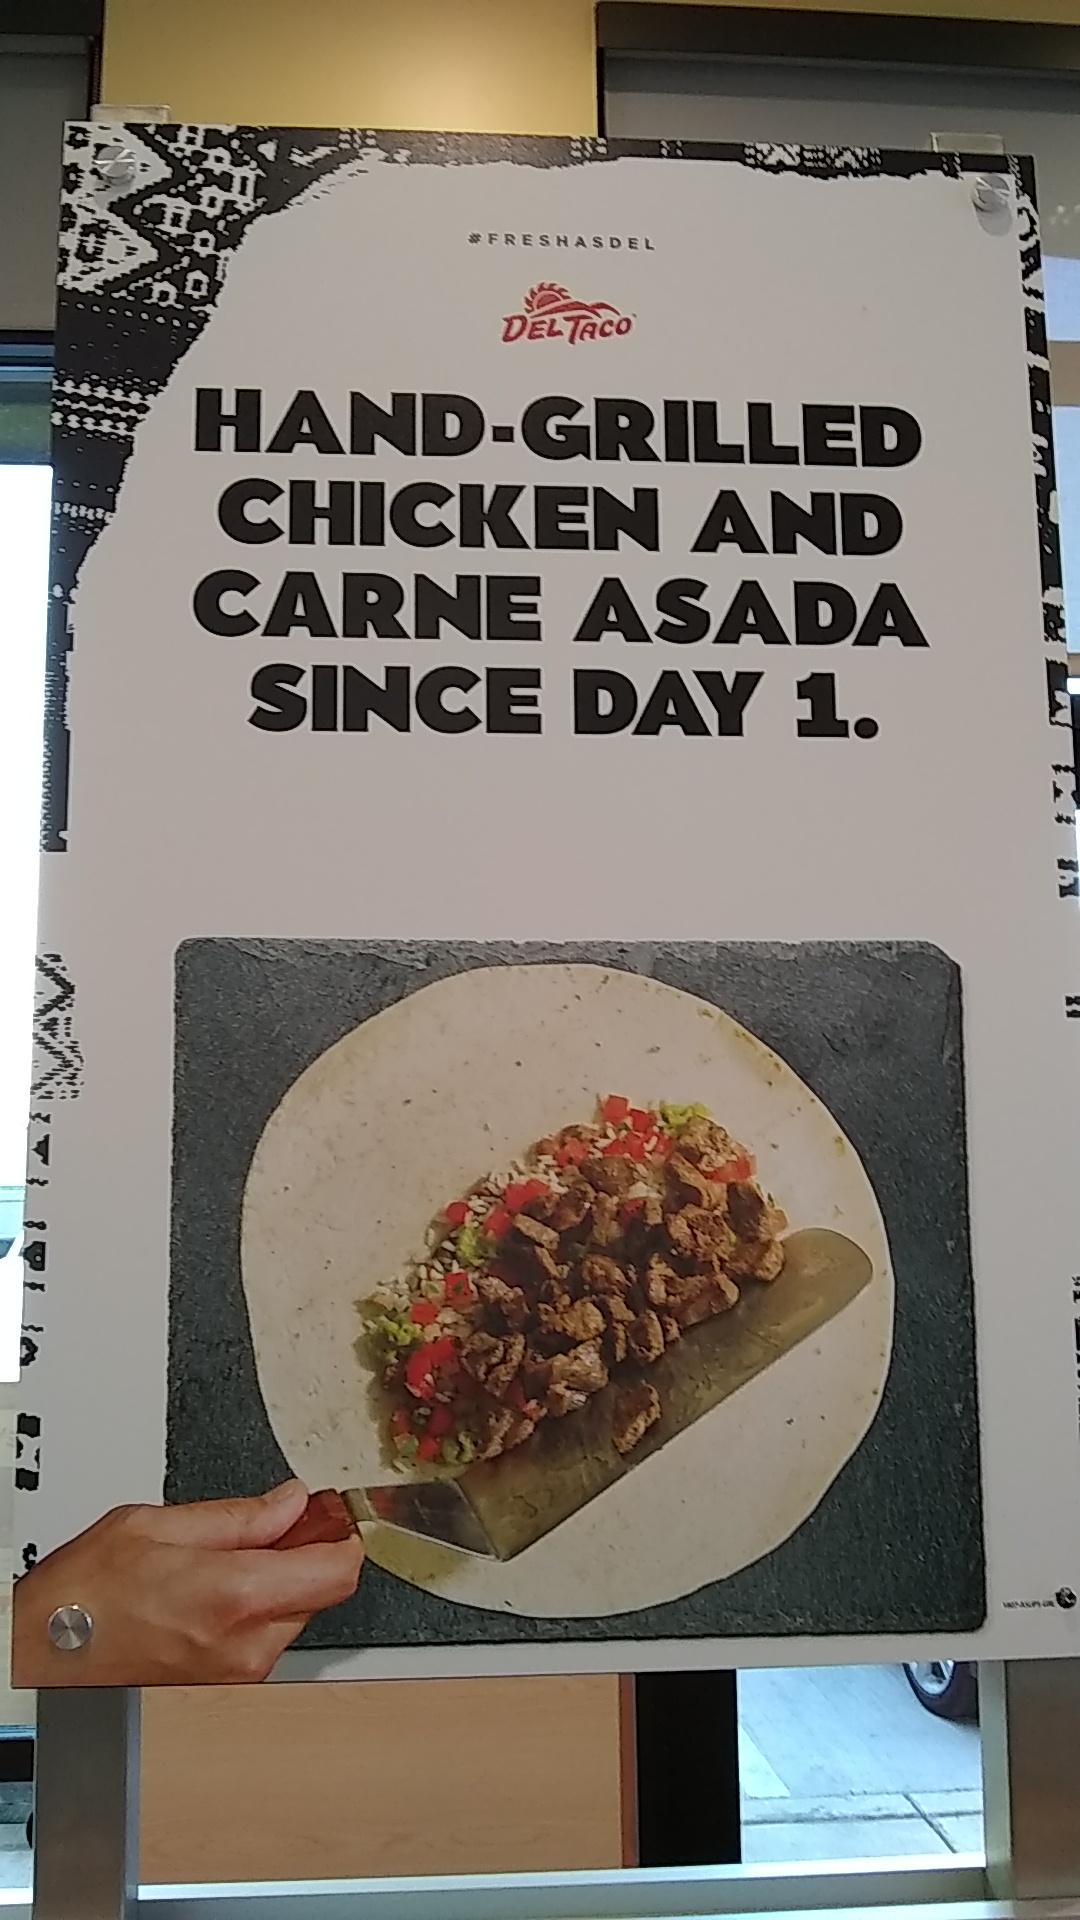 #FRESHASDEL
DEL TACO
HAND-GRILLED
CHICKEN AND
CARNE ASADA
SINCE DAY 1.